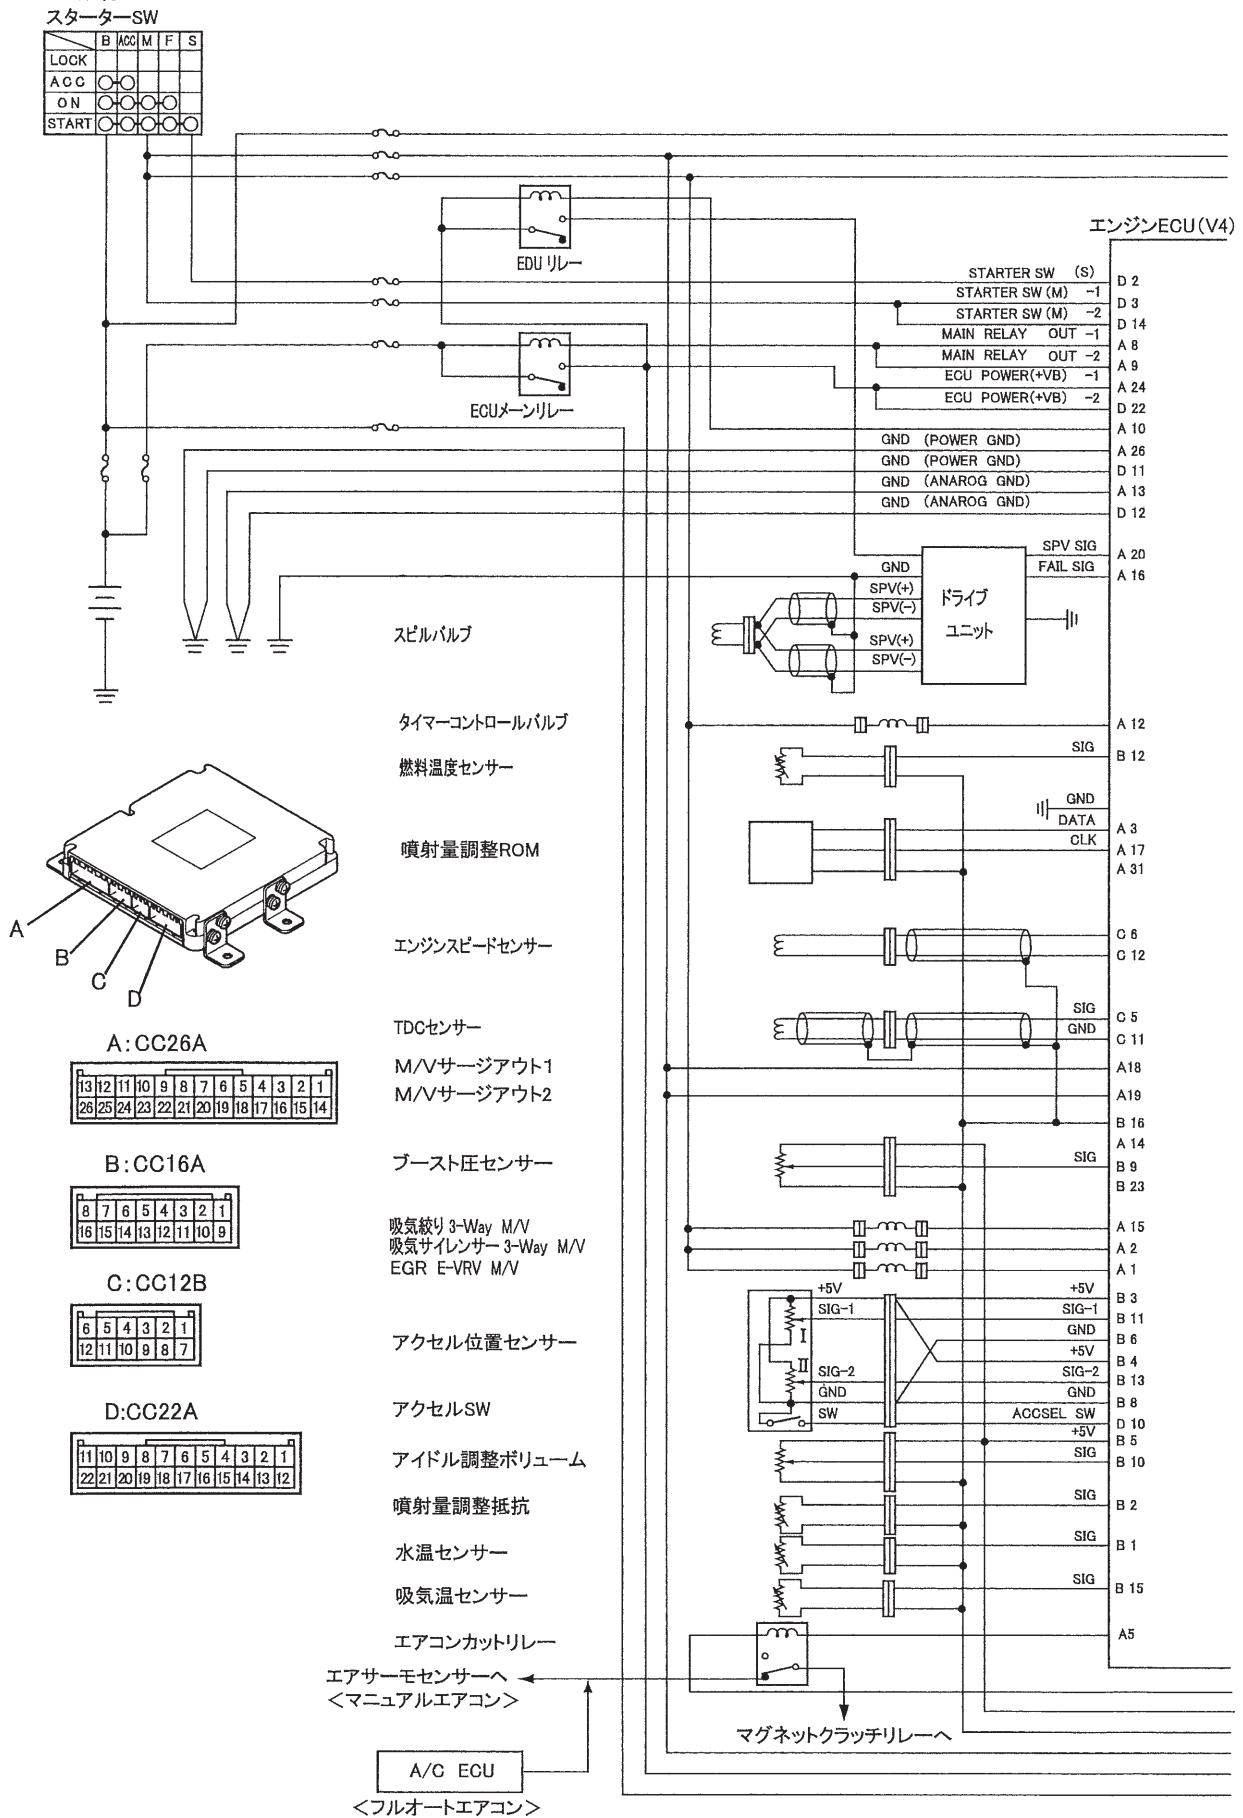 スターターSW
B ACC M F S
LOCK
ACC
ON
START
EDU リレー
エンジンECU(V4)
STARTER SW (S) D 2
STARTER SW (M) -1 D 3
STARTER SW (M) -2 D 14
MAIN RELAY OUT -1 A 8
MAIN RELAY OUT -2 A 9
ECU POWER(+VB) -1 A 24
ECU POWER(+VB) -2 D 22
ECUメーンリレー
A 10
GND (POWER GND) A 26
GND (POWER GND) D 11
GND (ANAROG GND) A 13
GND (ANAROG GND) D 12
SPV SIG A 20
GND FAIL SIG A 16
SPV(+)
SPV(-)
SPV(+)
SPV(-)
ドライブ
ユニット
スピルバルブ
タイマーコントロールバルブ A 12
燃料温度センサー SIG B 12
GND
DATA A 3
CLK A 17
A 31
噴射量調整ROM
エンジンスピードセンサー C 6
C 12
TDCセンサー SIG C 5
GND C 11
M/Vサージアウト1 A18
M/Vサージアウト2 A19
B 16
A 14
ブースト圧センサー SIG B 9
B 23
吸気絞り 3-Way M/V A 15
吸気サイレンサー 3-Way M/V A 2
EGR E-VRV M/V A 1
+5V +5V B 3
SIG-1 SIG-1 B 11
I GND B 6
II +5V B 4
SIG-2 SIG-2 B 13
GND GND B 8
SW ACCSEL SW D 10
アクセル位置センサー
アクセルSW
+5V B 5
アイドル調整ボリューム SIG B 10
噴射量調整抵抗 SIG B 2
水温センサー SIG B 1
吸気温センサー SIG B 15
エアコンカットリレー A5
エアサーモセンサーへ
<マニュアルエアコン>
マグネットクラッチリレーへ
A/C ECU
<フルオートエアコン>
A
B
C
D
A:CC26A
13 12 11 10 9 8 7 6 5 4 3 2 1
26 25 24 23 22 21 20 19 18 17 16 15 14
B:CC16A
8 7 6 5 4 3 2 1
16 15 14 13 12 11 10 9
C:CC12B
6 5 4 3 2 1
12 11 10 9 8 7
D:CC22A
11 10 9 8 7 6 5 4 3 2 1
22 21 20 19 18 17 16 15 14 13 12